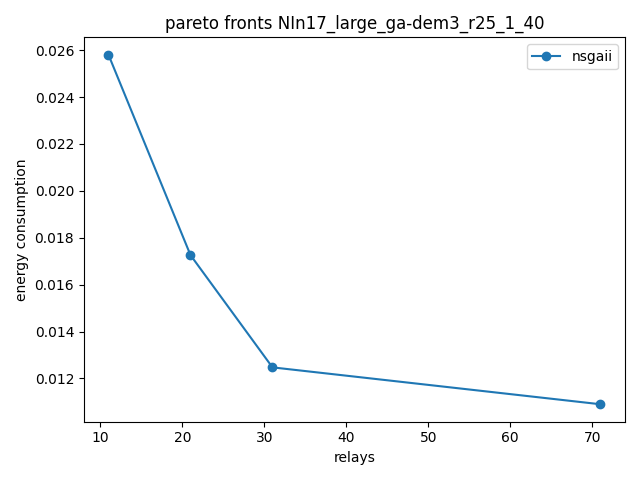 pareto fronts NIn17_large_ga-dem3_r25_1_40
nsgaii
0.026
0.024
0.022
0.020
0.018
0.016
0.014
0.012
energy consumption
10 20 30 40 50 60 70
relays